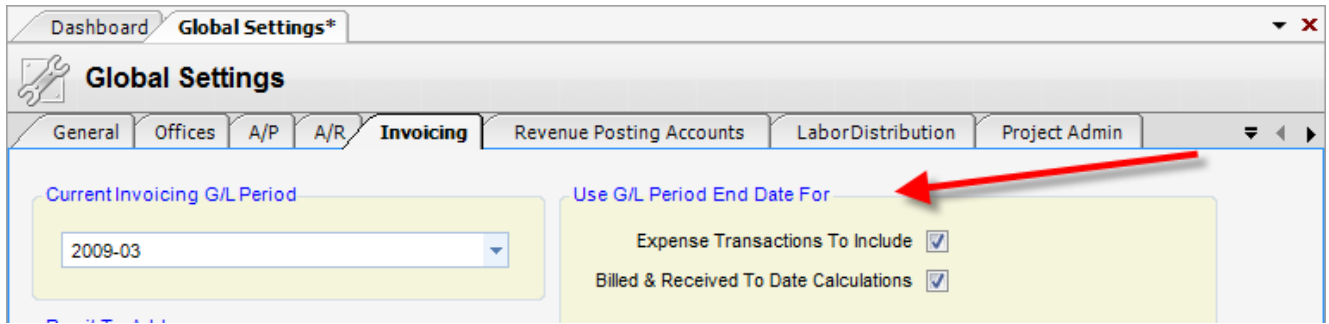 Dashboard Global Settings*
Global Settings
General Offices A/P A/R Invoicing Revenue Posting Accounts LaborDistribution Project Admin
Current Invoicing G/L Period
2009-03
Use G/L Period End Date For
Expense Transactions To Include
Billed & Received To Date Calculations